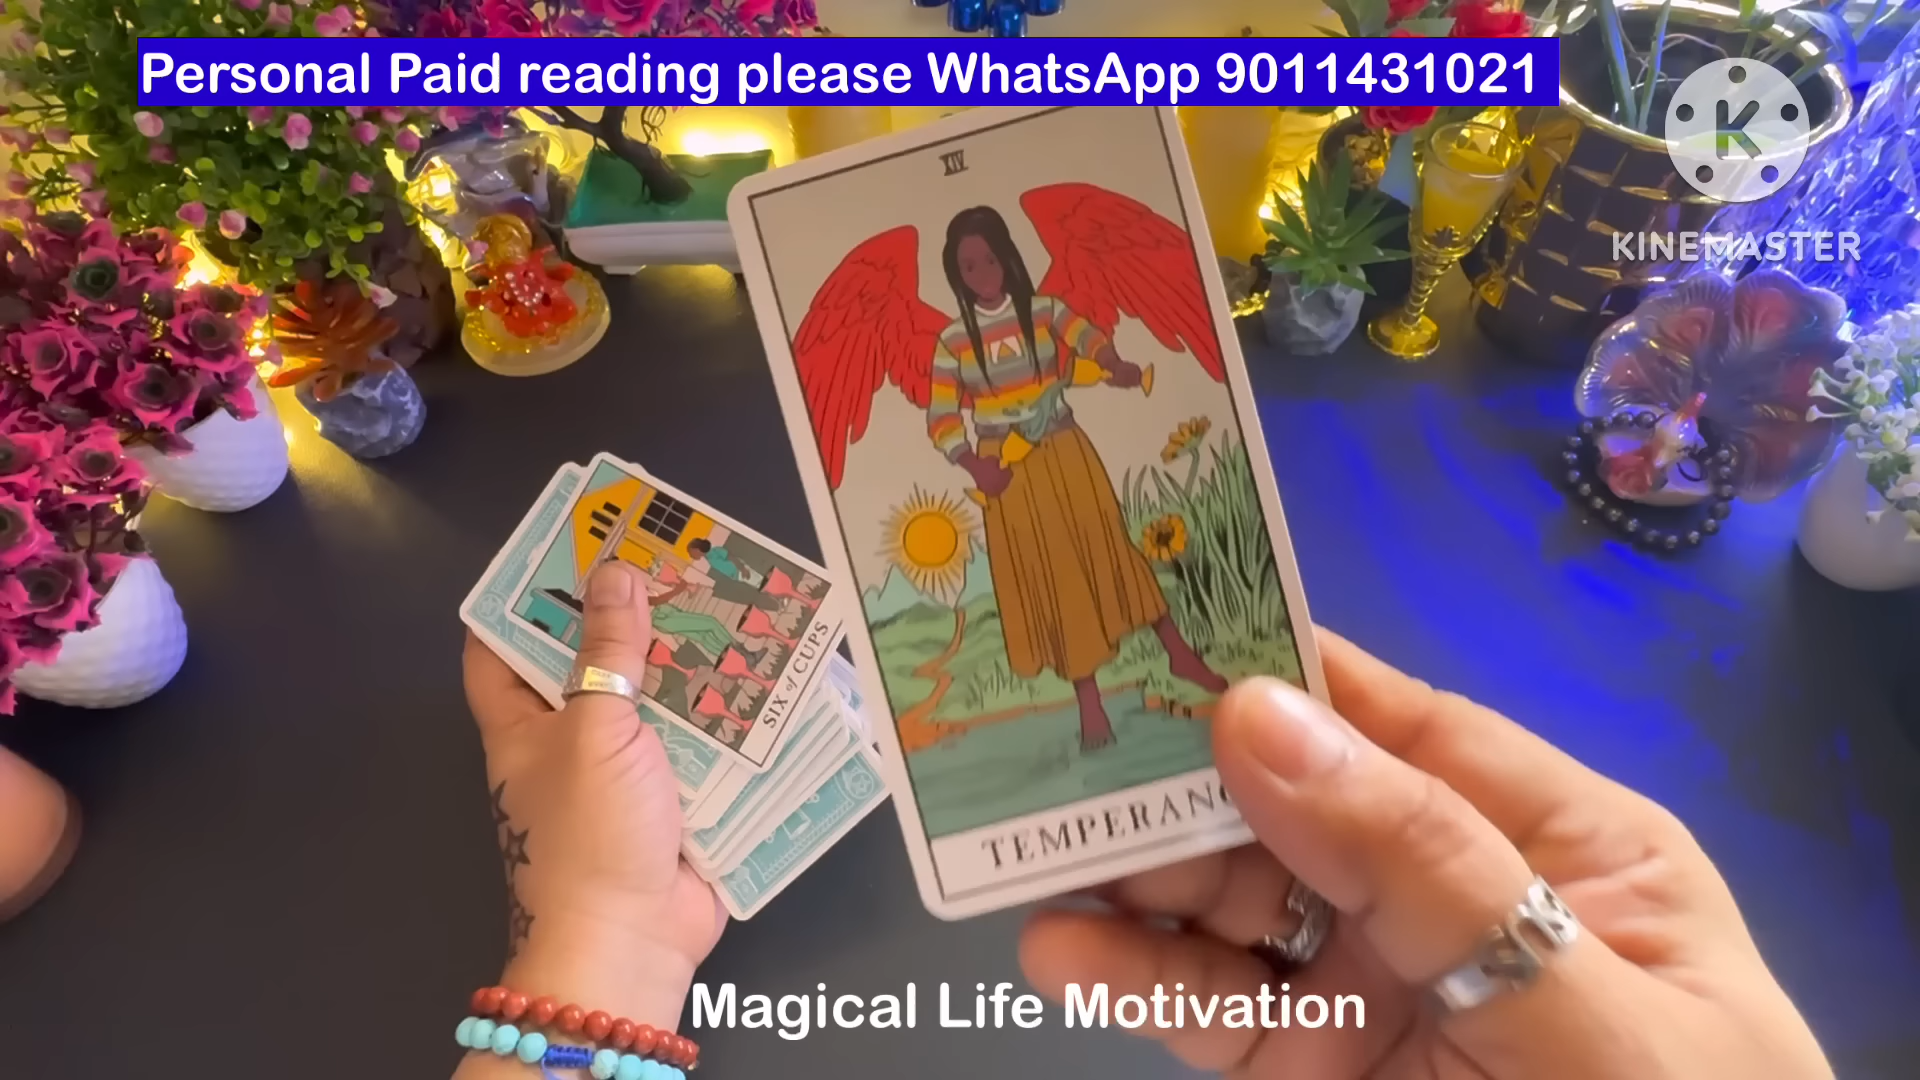 Personal Paid reading please WhatsApp 9011431021
K
KINEMASTER
XIV
SIX of CUPS
TEMPERANC
Magical Life Motivation